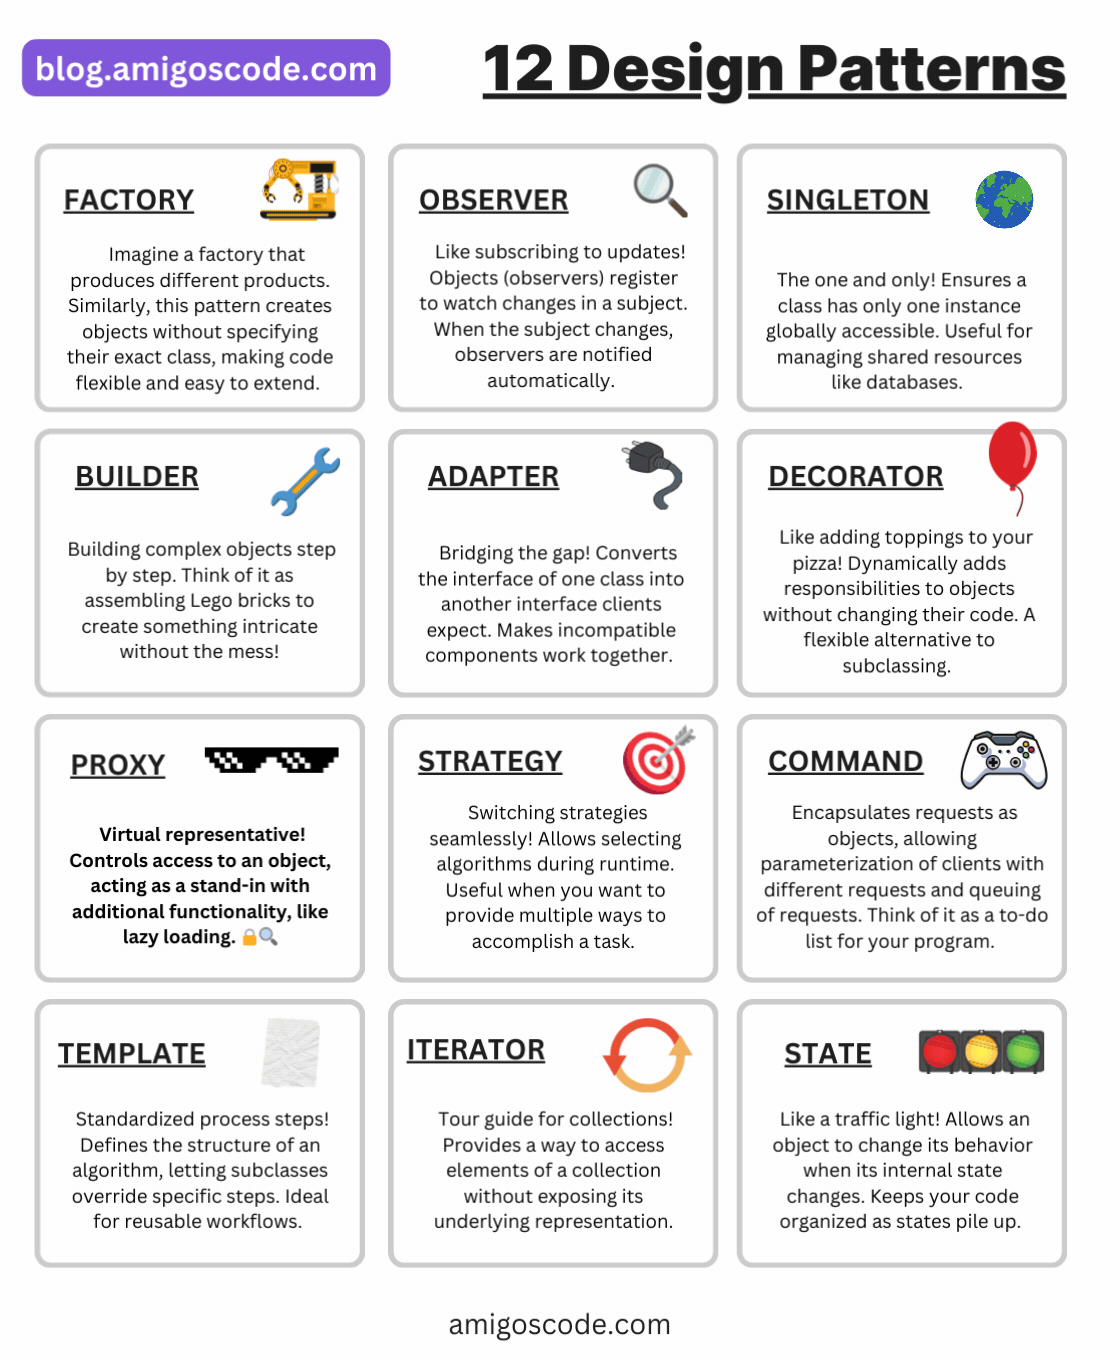 blog.amigoscode.com
12 Design Patterns
FACTORY
Imagine a factory that
produces different products.
Similarly, this pattern creates
objects without specifying
their exact class, making code
flexible and easy to extend.
OBSERVER
Like subscribing to updates!
Objects (observers) register
to watch changes in a subject.
When the subject changes,
observers are notified
automatically.
SINGLETON
The one and only! Ensures a
class has only one instance
globally accessible. Useful for
managing shared resources
like databases.
BUILDER
Building complex objects step
by step. Think of it as
assembling Lego bricks to
create something intricate
without the mess!
ADAPTER
Bridging the gap! Converts
the interface of one class into
another interface clients
expect. Makes incompatible
components work together.
DECORATOR
Like adding toppings to your
pizza! Dynamically adds
responsibilities to objects
without changing their code. A
flexible alternative to
subclassing.
PROXY
Virtual representative!
Controls access to an object,
acting as a stand-in with
additional functionality, like
lazy loading. 🔒🔍
STRATEGY
Switching strategies
seamlessly! Allows selecting
algorithms during runtime.
Useful when you want to
provide multiple ways to
accomplish a task.
COMMAND
Encapsulates requests as
objects, allowing
parameterization of clients with
different requests and queuing
of requests. Think of it as a to-do
list for your program.
TEMPLATE
Standardized process steps!
Defines the structure of an
algorithm, letting subclasses
override specific steps. Ideal
for reusable workflows.
ITERATOR
Tour guide for collections!
Provides a way to access
elements of a collection
without exposing its
underlying representation.
STATE
Like a traffic light! Allows an
object to change its behavior
when its internal state
changes. Keeps your code
organized as states pile up.
amigoscode.com